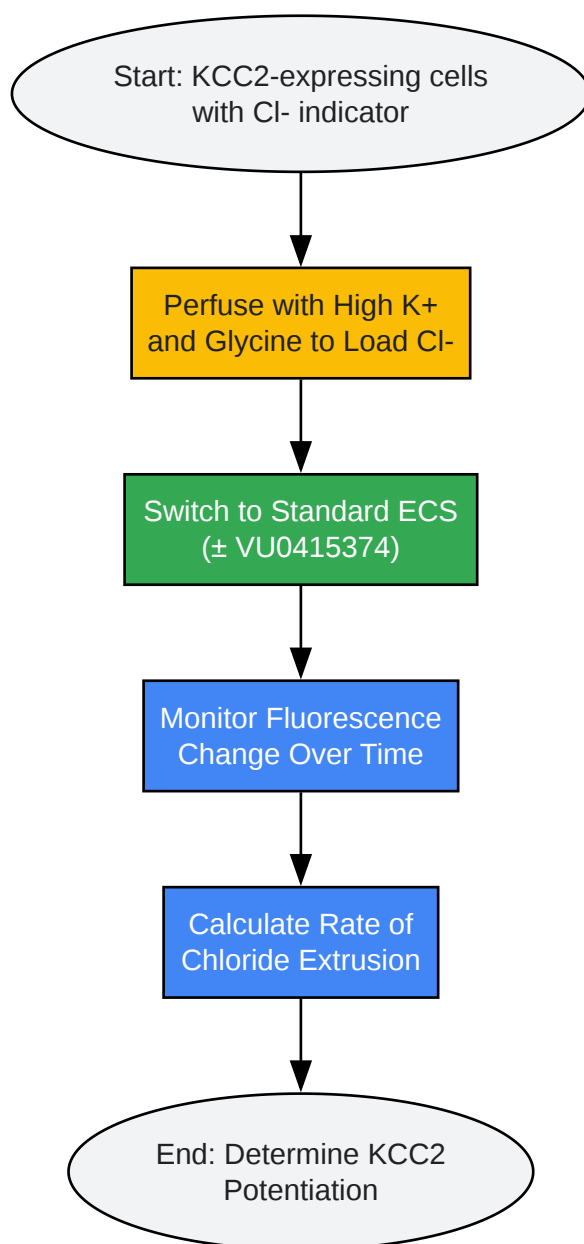 Start: KCC2-expressing cells
with Cl- indicator
Perfuse with High K+
and Glycine to Load Cl-
Switch to Standard ECS
(± VU0415374)
Monitor Fluorescence
Change Over Time
Calculate Rate of
Chloride Extrusion
End: Determine KCC2
Potentiation